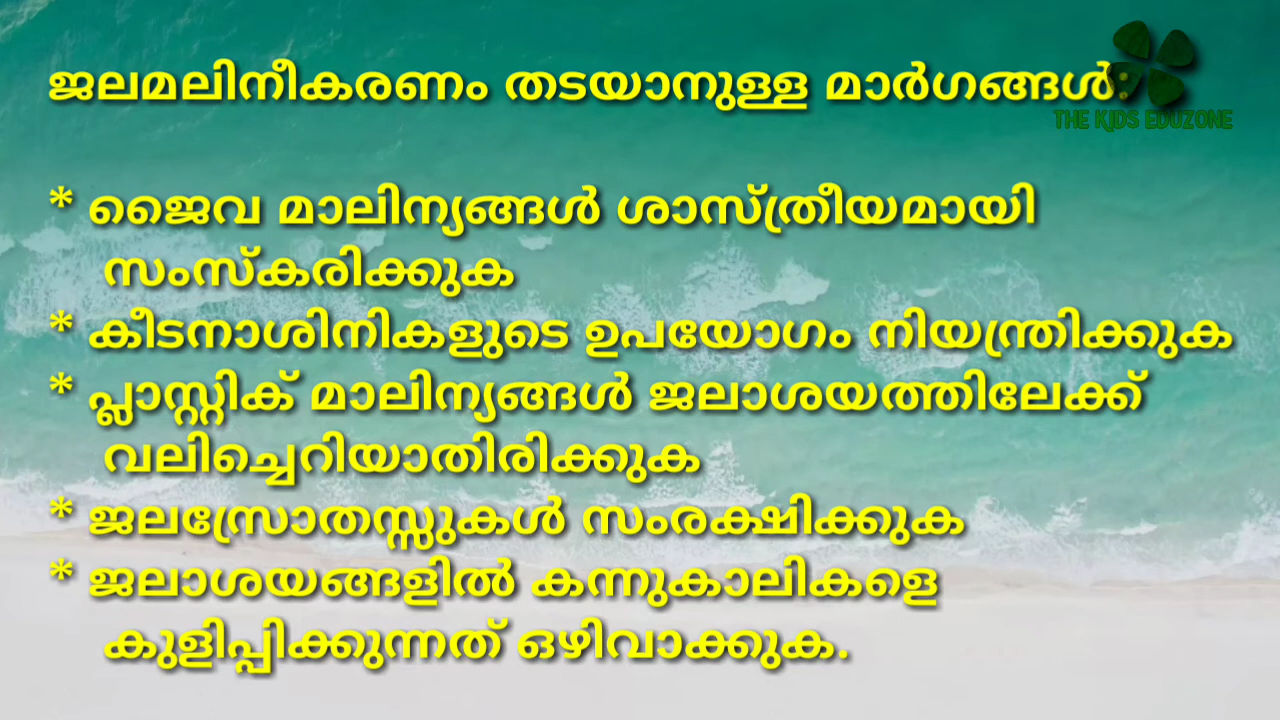 ജലമലിനീകരണം തടയാനുള്ള മാർഗങ്ങൾ:
THE KIDS EDUZONE
* ജൈവ മാലിന്യങ്ങൾ ശാസ്ത്രീയമായി
സംസ്കരിക്കുക
* കീടനാശിനികളുടെ ഉപയോഗം നിയന്ത്രിക്കുക
* പ്ലാസ്റ്റിക് മാലിന്യങ്ങൾ ജലാശയത്തിലേക്ക്
വലിച്ചെറിയാതിരിക്കുക
* ജലസ്രോതസ്സുകൾ സംരക്ഷിക്കുക
* ജലാശയങ്ങളിൽ കന്നുകാലികളെ
കുളിപ്പിക്കുന്നത് ഒഴിവാക്കുക.